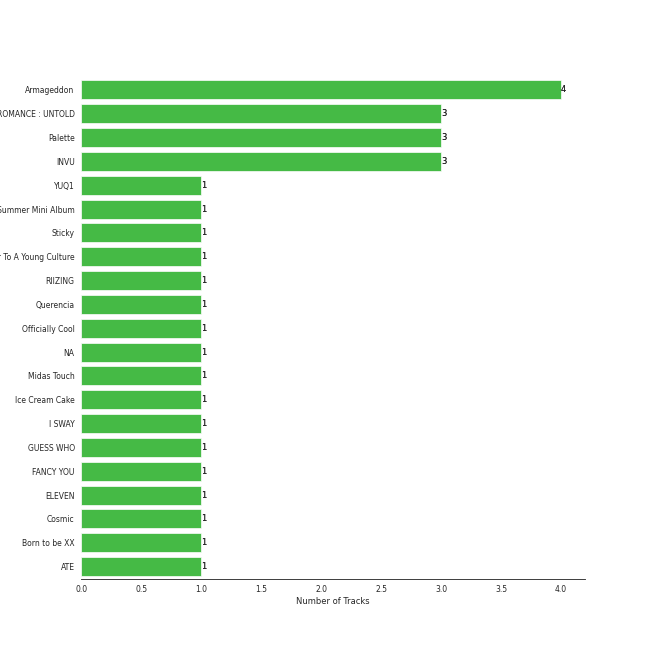 Armageddon 4
ROMANCE : UNTOLD 3
Palette 3
INVU 3
YUQ1 1
Summer Mini Album 1
Sticky 1
To A Young Culture 1
RIIZING 1
Querencia 1
Officially Cool 1
NA 1
Midas Touch 1
Ice Cream Cake 1
I SWAY 1
GUESS WHO 1
FANCY YOU 1
ELEVEN 1
Cosmic 1
Born to be XX 1
ATE 1
0.0 0.5 1.0 1.5 2.0 2.5 3.0 3.5 4.0
Number of Tracks